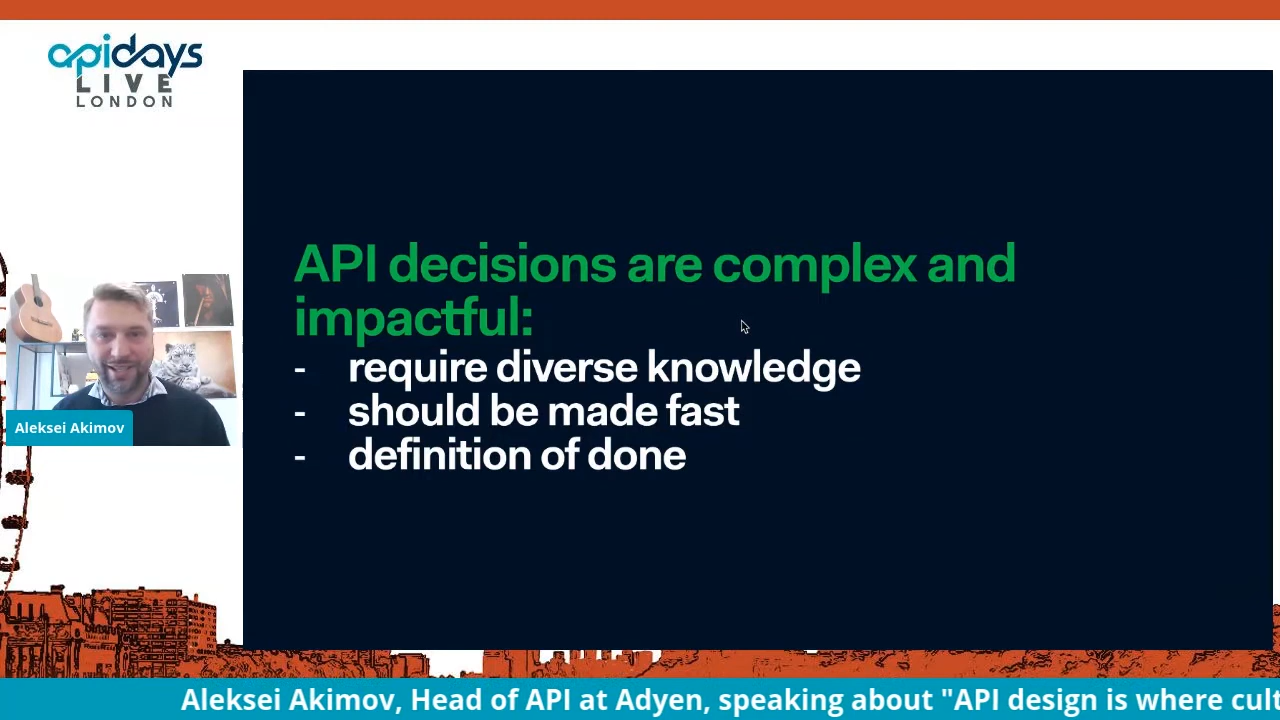 apidays
LIVE
LONDON
API decisions are complex and
impactful:
- require diverse knowledge
- should be made fast
- definition of done
Aleksei Akimov
Aleksei Akimov, Head of API at Adyen, speaking about "API design is where cult